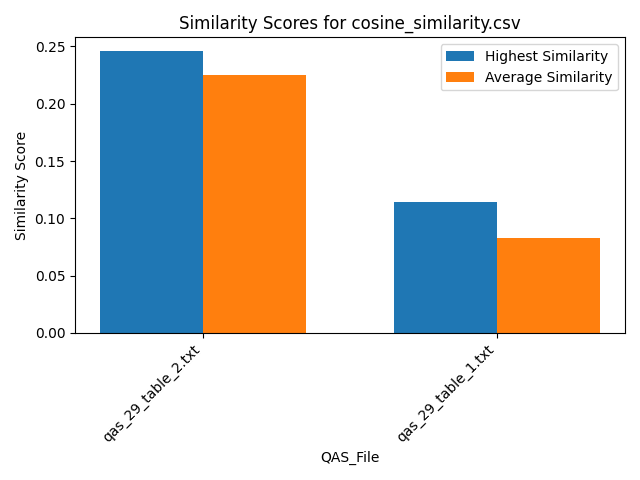 Similarity Scores for cosine_similarity.csv
Highest Similarity
Average Similarity
Similarity Score
0.25
0.20
0.15
0.10
0.05
0.00
qas_29_table_2.txt
qas_29_table_1.txt
QAS_File